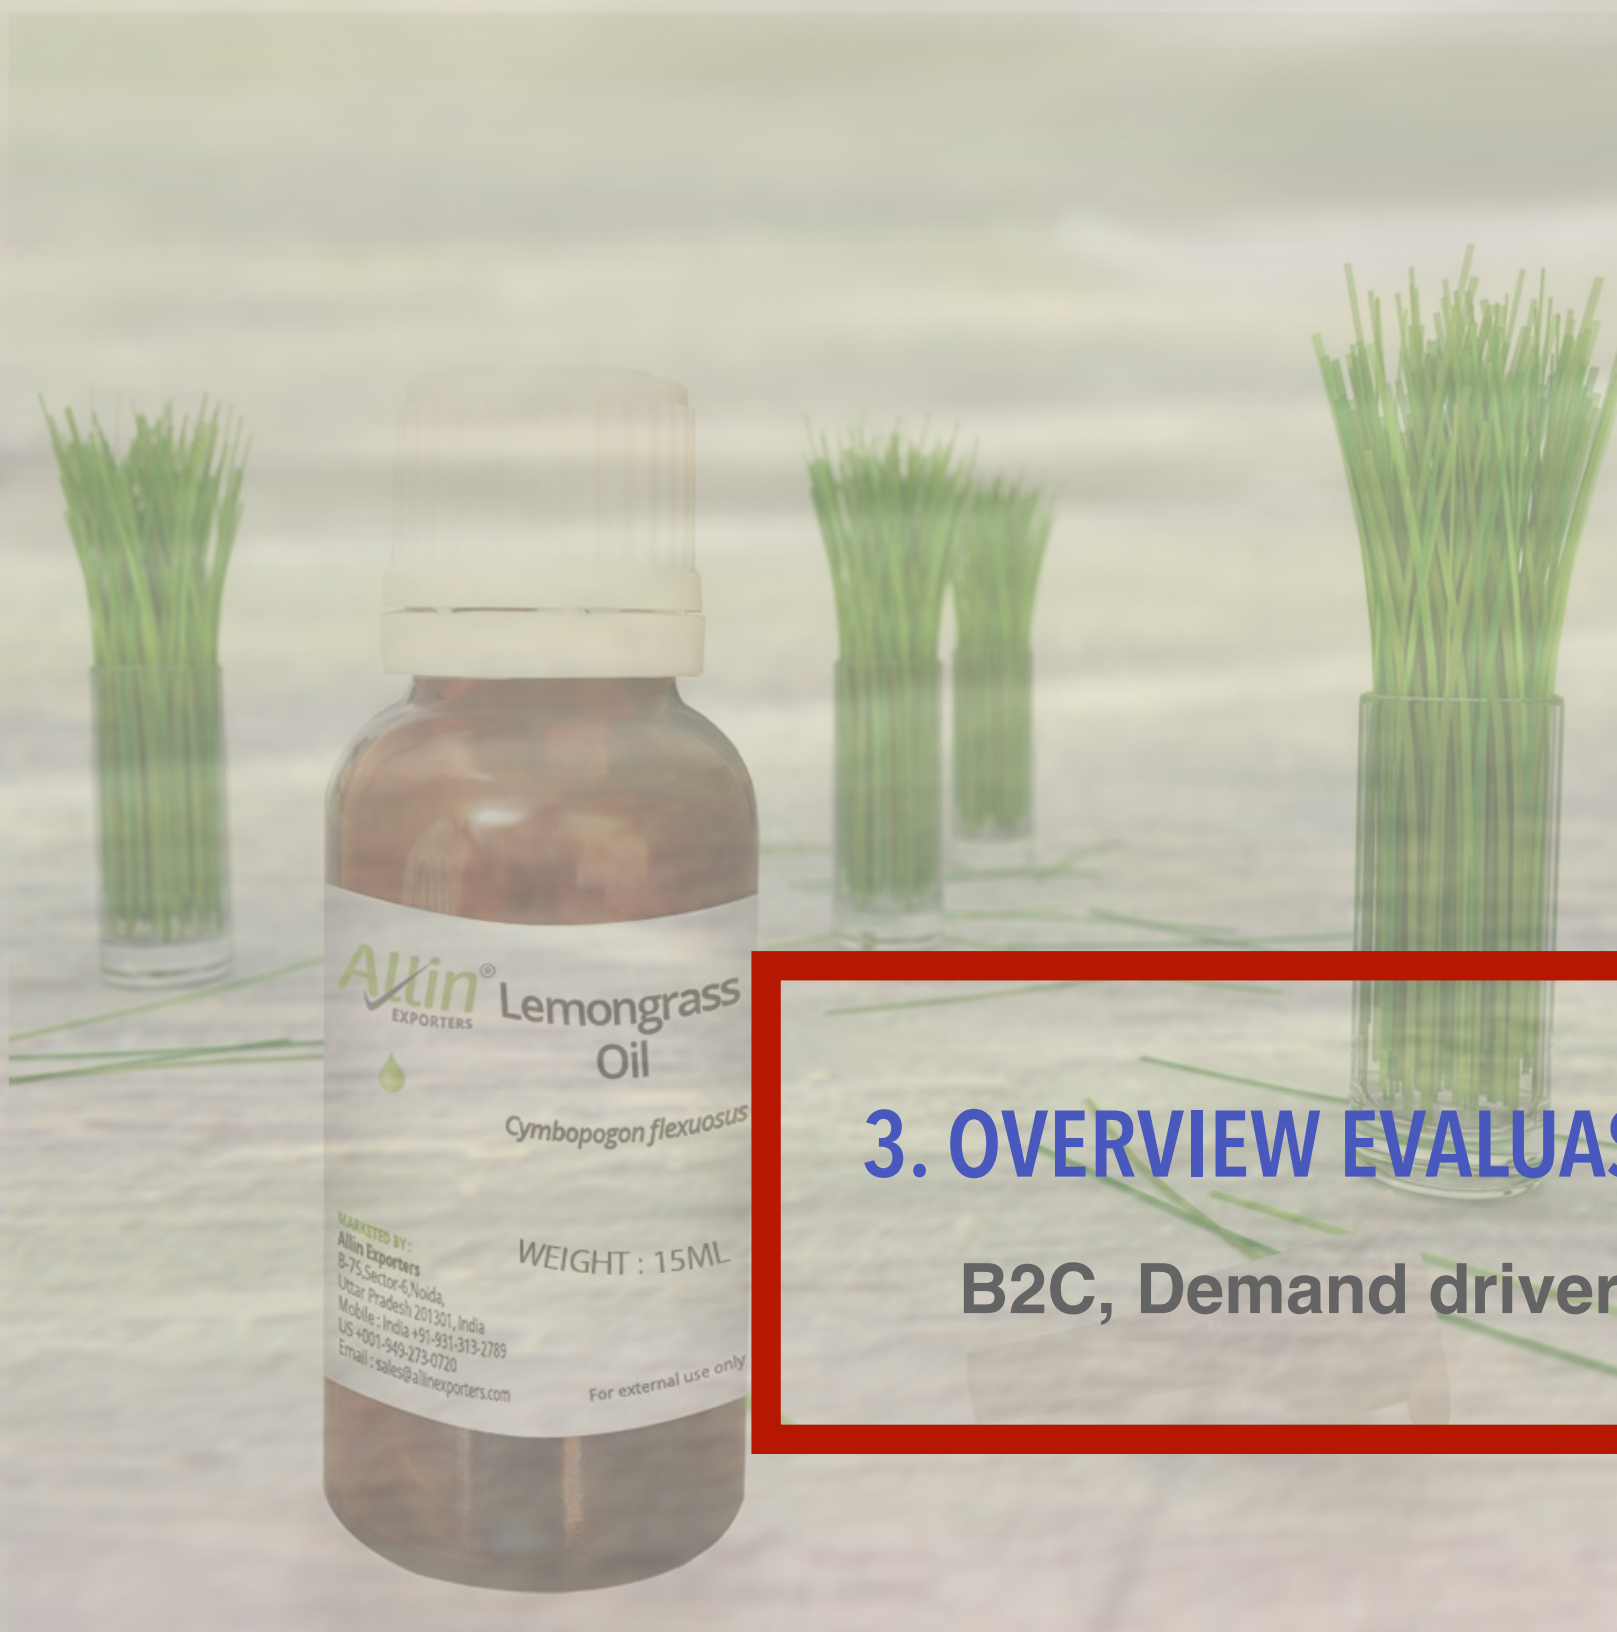 Allin®
EXPORTERS
Lemongrass
Oil
Cymbopogon flexuosus
MARKETED BY :
Allin Exporters
B-75,Sector-6,Noida,
Uttar Pradesh 201301, India
Mobile : India +91-931-313-2789
US +001-949-273-0720
Email : sales@allinexporters.com
WEIGHT : 15ML
For external use only
3. OVERVIEW EVALUAS
B2C, Demand driver